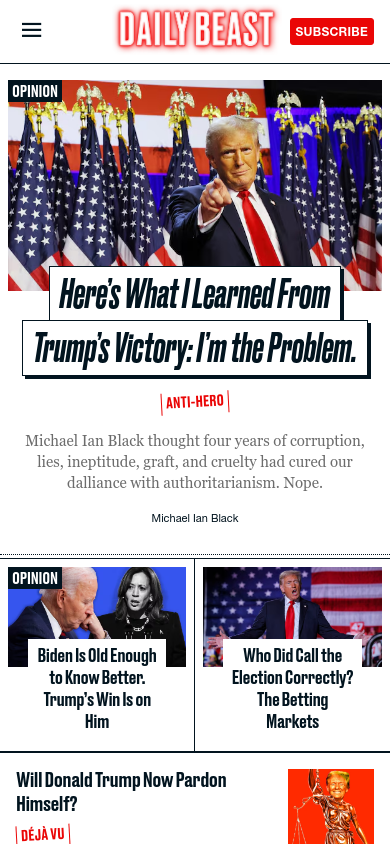 DAILY BEAST
SUBSCRIBE
OPINION
Here's What I Learned From
Trump's Victory: I'm the Problem.
ANTI-HERO
Michael Ian Black thought four years of corruption,
lies, ineptitude, graft, and cruelty had cured our
dalliance with authoritarianism. Nope.
Michael Ian Black
OPINION
Biden Is Old Enough
to Know Better.
Trump's Win Is on
Him
Who Did Call the
Election Correctly?
The Betting
Markets
Will Donald Trump Now Pardon
Himself?
DÉJÀ VU